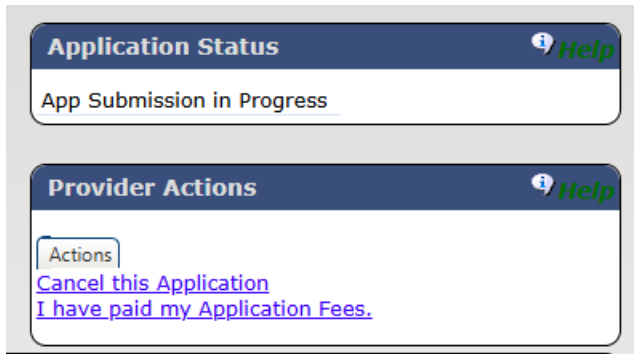 Application Status
Help
App Submission in Progress
Provider Actions
Help
Actions
Cancel this Application
I have paid my Application Fees.